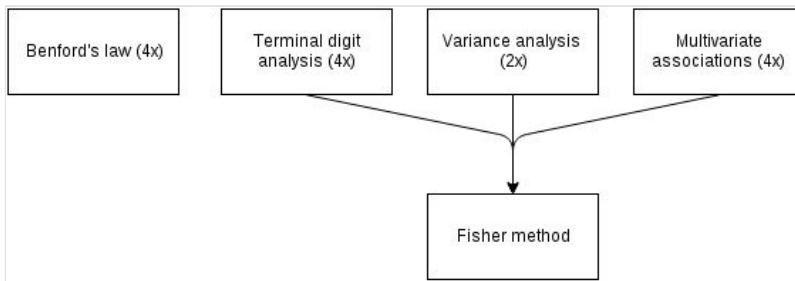 Benford's law (4x)
Terminal digit
analysis (4x)
Variance analysis
(2x)
Multivariate
associations (4x)
Fisher method